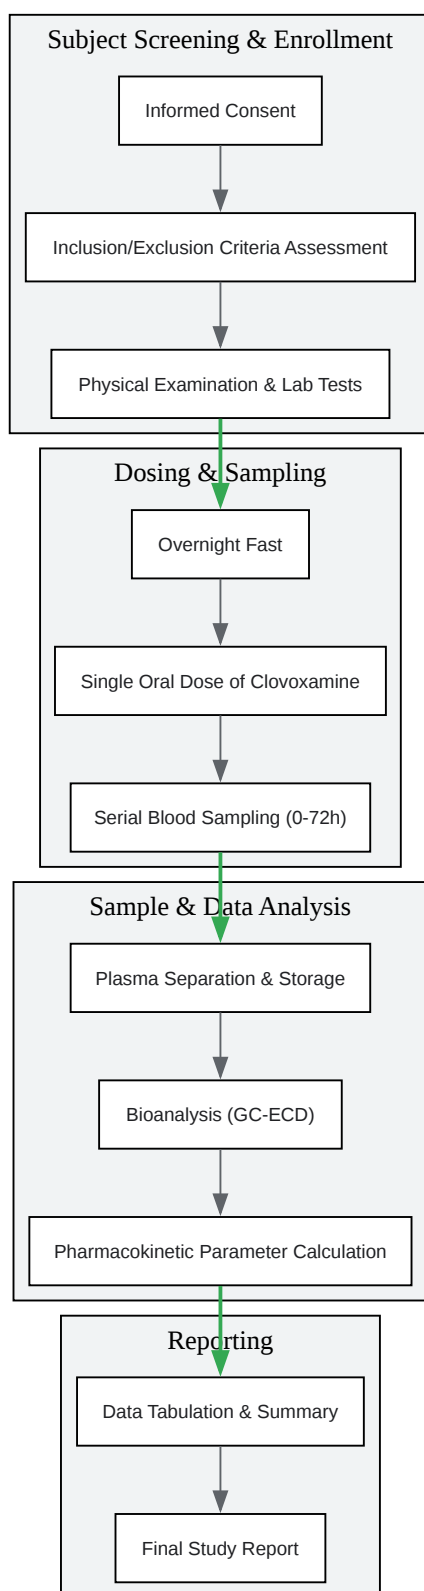 Subject Screening & Enrollment
Informed Consent
Inclusion/Exclusion Criteria Assessment
Physical Examination & Lab Tests
Dosing & Sampling
Overnight Fast
Single Oral Dose of Clovoxamine
Serial Blood Sampling (0-72h)
Sample & Data Analysis
Plasma Separation & Storage
Bioanalysis (GC-ECD)
Pharmacokinetic Parameter Calculation
Reporting
Data Tabulation & Summary
Final Study Report